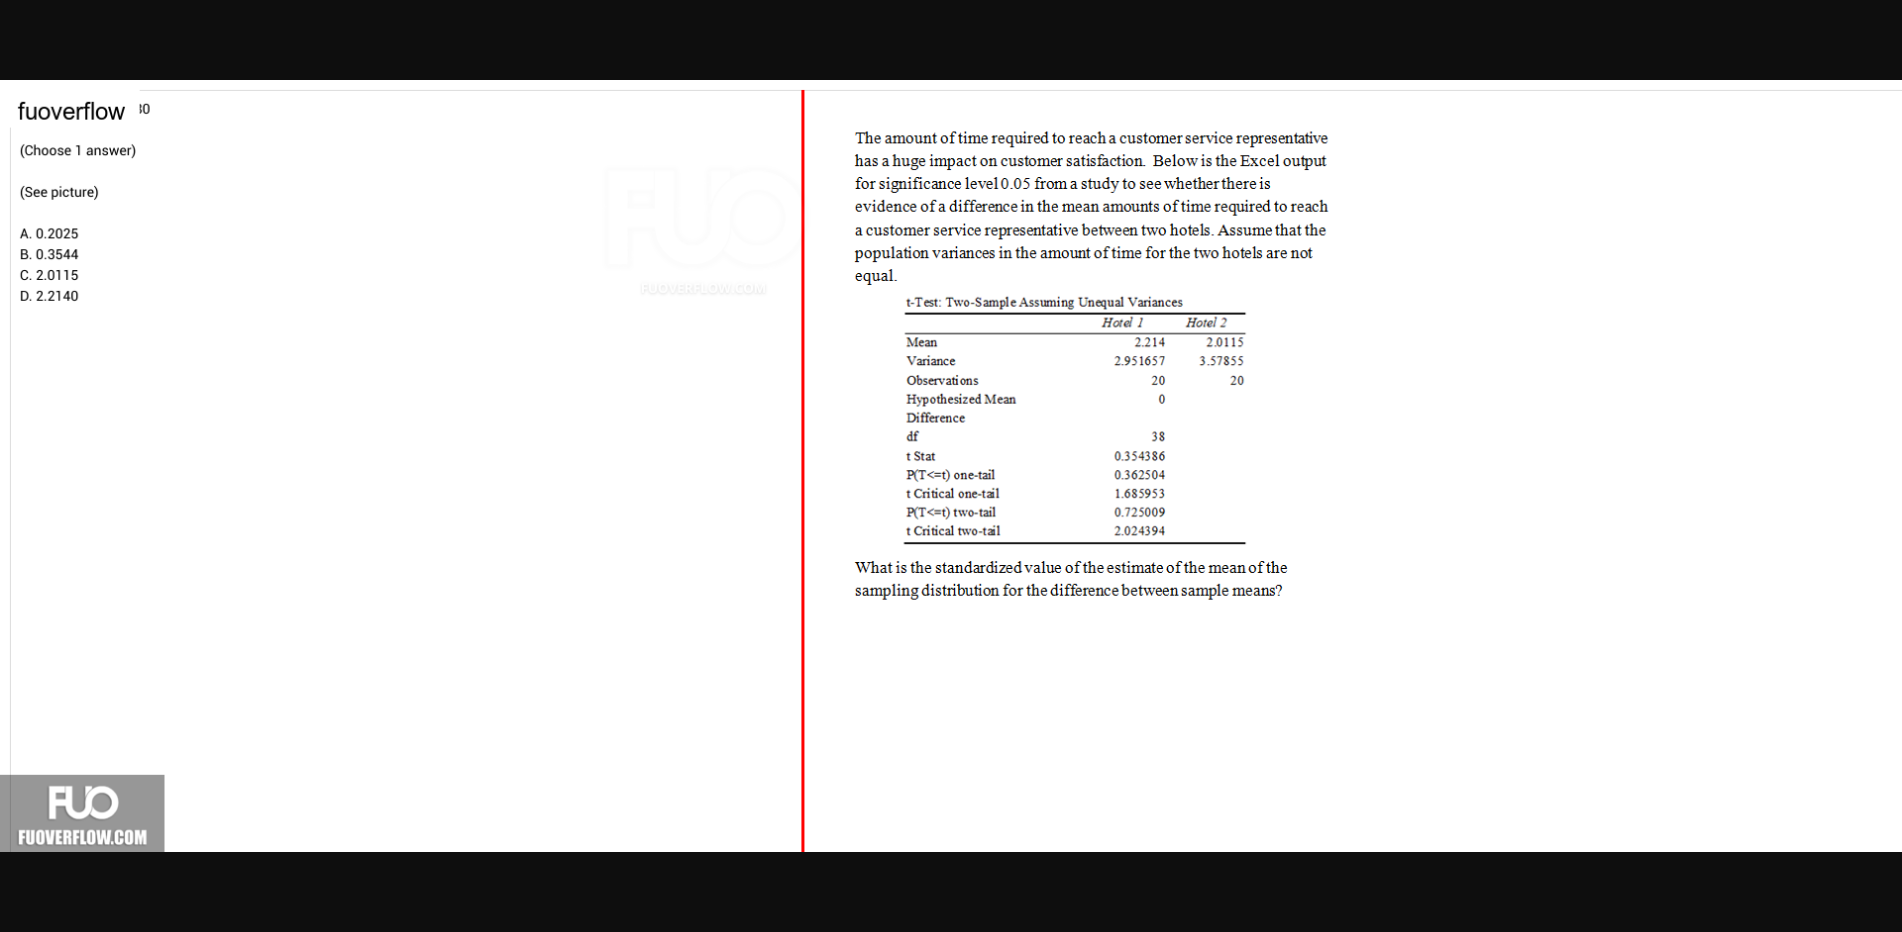 fuoverflow 30
(Choose 1 answer)
(See picture)
A. 0.2025
B. 0.3544
C. 2.0115
D. 2.2140
FUO
FUOVERFLOW.COM
FUO
FUOVERFLOW.COM
The amount of time required to reach a customer service representative
has a huge impact on customer satisfaction. Below is the Excel output
for significance level 0.05 from a study to see whether there is
evidence of a difference in the mean amounts of time required to reach
a customer service representative between two hotels. Assume that the
population variances in the amount of time for the two hotels are not
equal.
t-Test: Two-Sample Assuming Unequal Variances
Hotel 1 Hotel 2
Mean 2.214 2.0115
Variance 2.951657 3.57855
Observations 20 20
Hypothesized Mean 0
Difference
df 38
t Stat 0.354386
P(T<=t) one-tail 0.362504
t Critical one-tail 1.685953
P(T<=t) two-tail 0.725009
t Critical two-tail 2.024394
What is the standardized value of the estimate of the mean of the
sampling distribution for the difference between sample means?